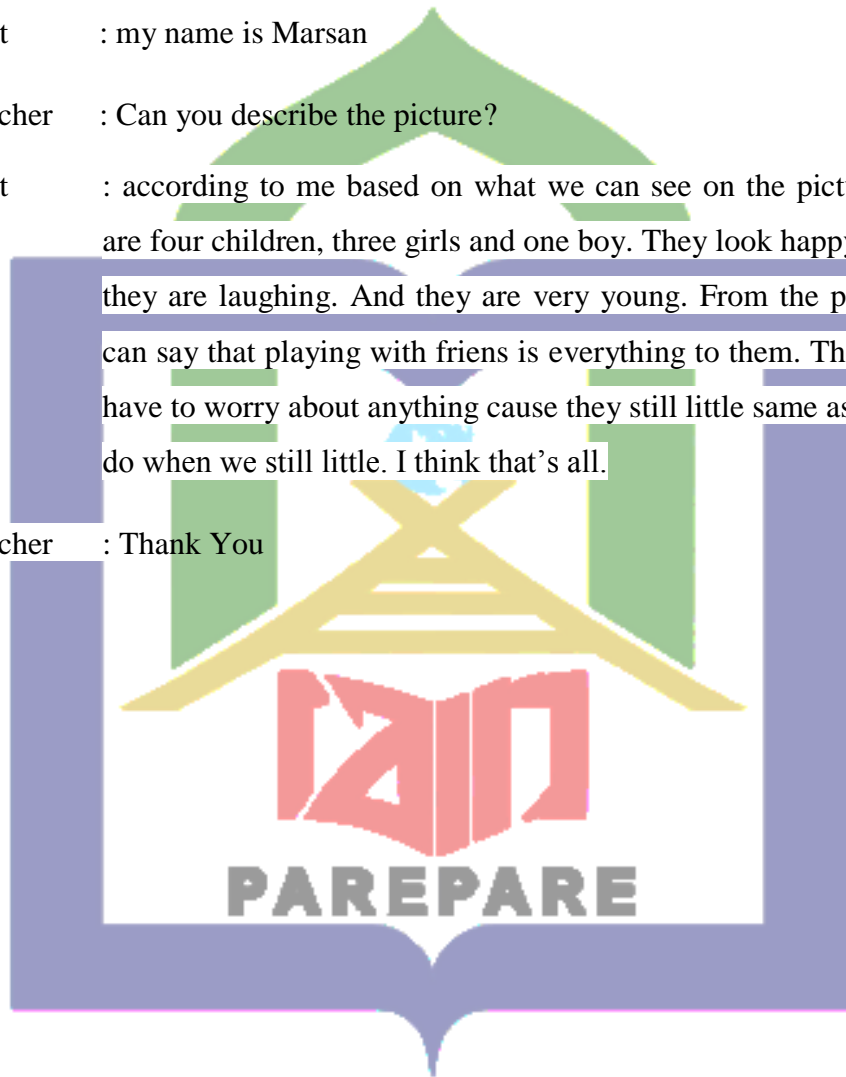 t : my name is Marsan
cher : Can you describe the picture?
t : according to me based on what we can see on the pict
are four children, three girls and one boy. They look happy
they are laughing. And they are very young. From the p
can say that playing with friens is everything to them. Th
have to worry about anything cause they still little same as
do when we still little. I think that’s all.
cher : Thank You
iain
PAREPARE